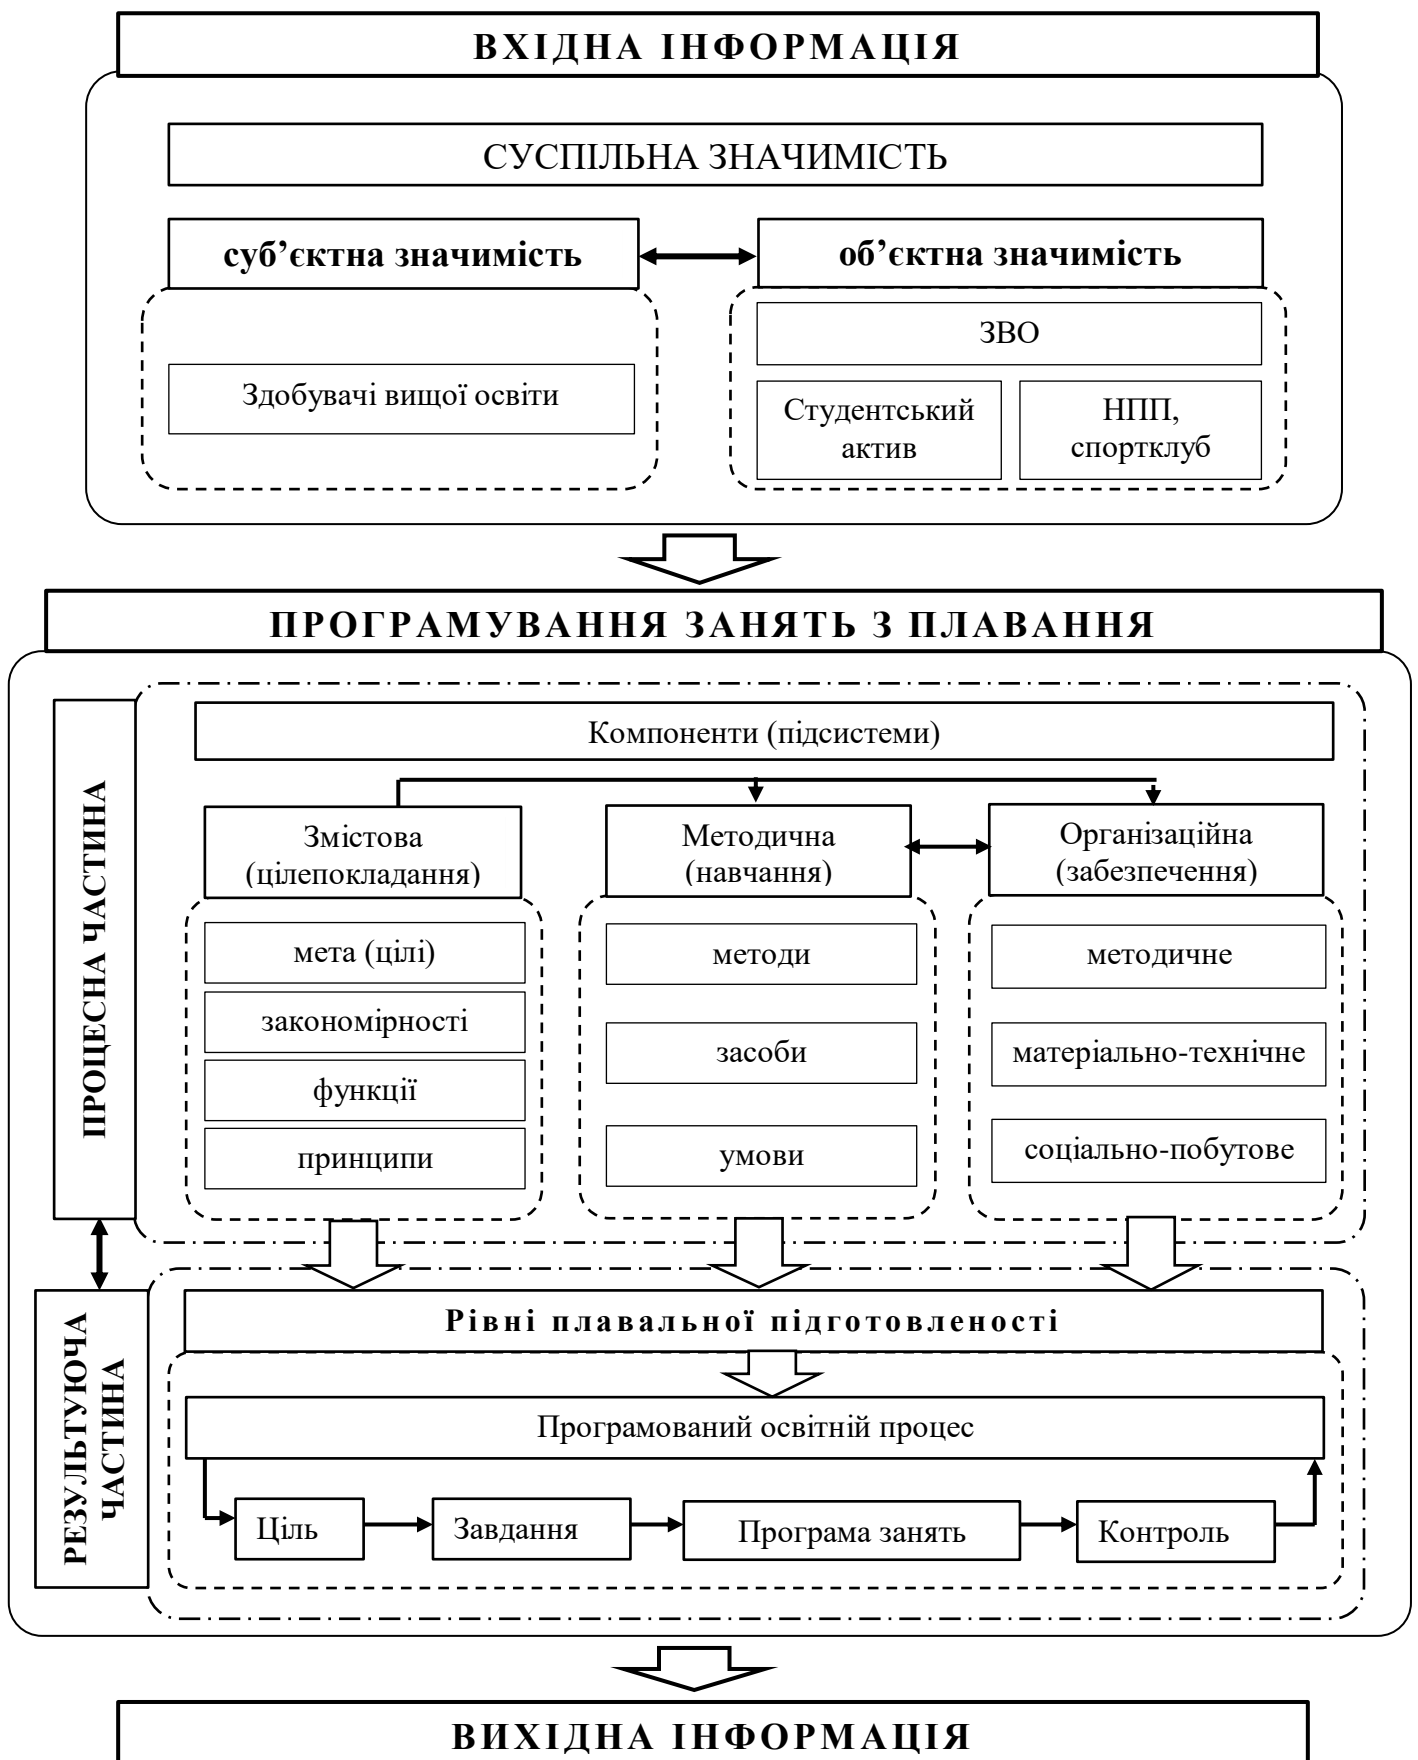 ВХІДНА ІНФОРМАЦІЯ
СУСПІЛЬНА ЗНАЧИМІСТЬ
суб’єктна значимість
об’єктна значимість
Здобувачі вищої освіти
ЗВО
Студентський
актив
НПП,
спортклуб
ПРОГРАМУВАННЯ ЗАНЯТЬ З ПЛАВАННЯ
ПРОЦЕСНА ЧАСТИНА
Компоненти (підсистеми)
Змістова
(цілепокладання)
Методична
(навчання)
Організаційна
(забезпечення)
мета (цілі)
закономірності
функції
принципи
методи
засоби
умови
методичне
матеріально-технічне
соціально-побутове
РЕЗУЛЬТУЮЧА
ЧАСТИНА
Рівні плавальної підготовленості
Програмований освітній процес
Ціль
Завдання
Програма занять
Контроль
ВИХІДНА ІНФОРМАЦІЯ